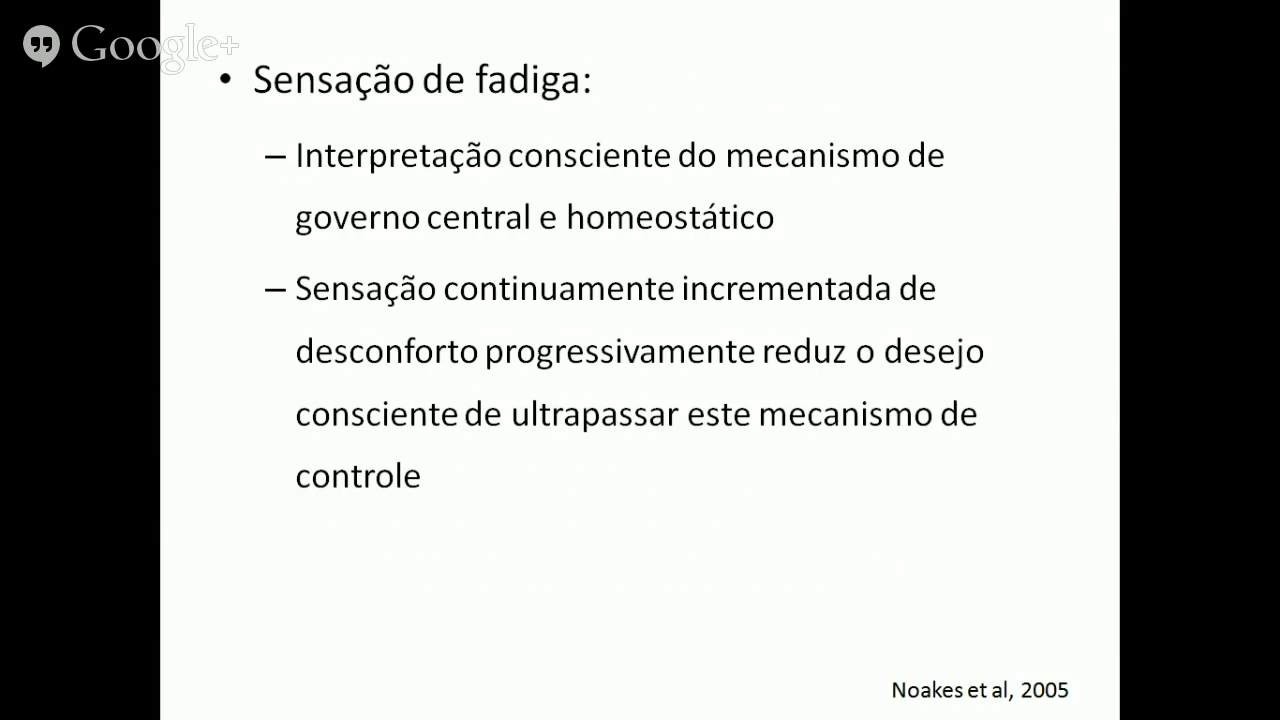 Google+
• Sensação de fadiga:
– Interpretação consciente do mecanismo de
governo central e homeostático
– Sensação continuamente incrementada de
desconforto progressivamente reduz o desejo
consciente de ultrapassar este mecanismo de
controle
Noakes et al, 2005